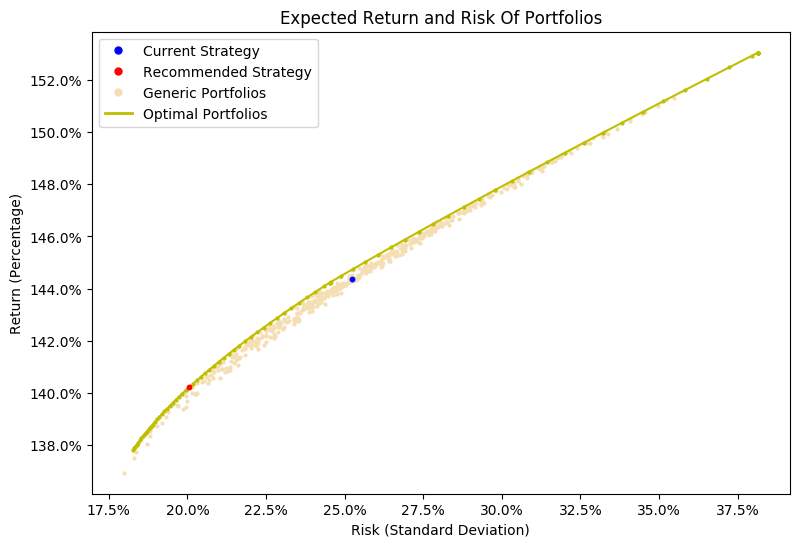 Expected Return and Risk Of Portfolios
Current Strategy
Recommended Strategy
Generic Portfolios
Optimal Portfolios
152.0%
150.0%
148.0%
146.0%
144.0%
142.0%
140.0%
138.0%
Return (Percentage)
17.5% 20.0% 22.5% 25.0% 27.5% 30.0% 32.5% 35.0% 37.5%
Risk (Standard Deviation)